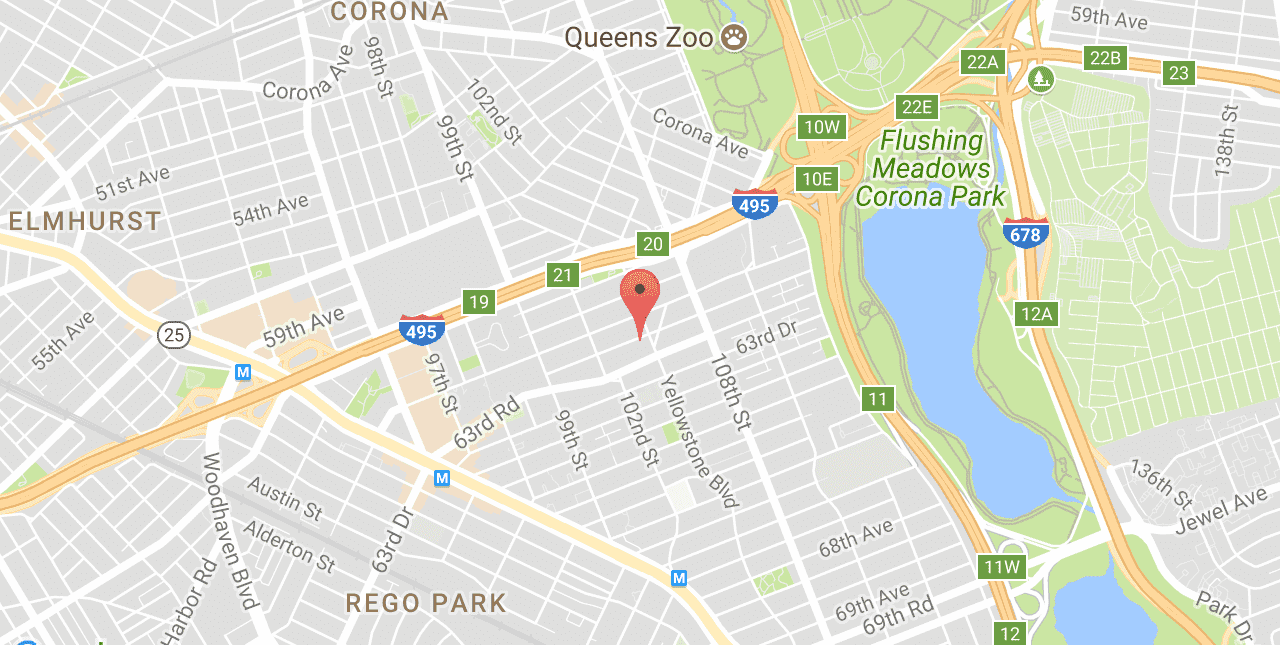 CORONA
59th Ave
Queens Zoo
98th St
22A
22B
23
Corona Ave
102nd St
22E
99th St
Corona Ave
10W
Flushing
Meadows
Corona Park
138th St
51st Ave
10E
54th Ave
495
ELMHURST
678
20
21
19
12A
59th Ave
495
25
55th Ave
63rd Dr
M
97th St
108th St
Yellowstone Blvd
11
63rd Rd
102nd St
99th St
M
136th St
Jewel Ave
Woodhaven Blvd
Austin St
63rd Dr
Alderton St
68th Ave
11W
M
Harbor Rd
REGO PARK
69th Ave
69th Rd
Park Dr
12